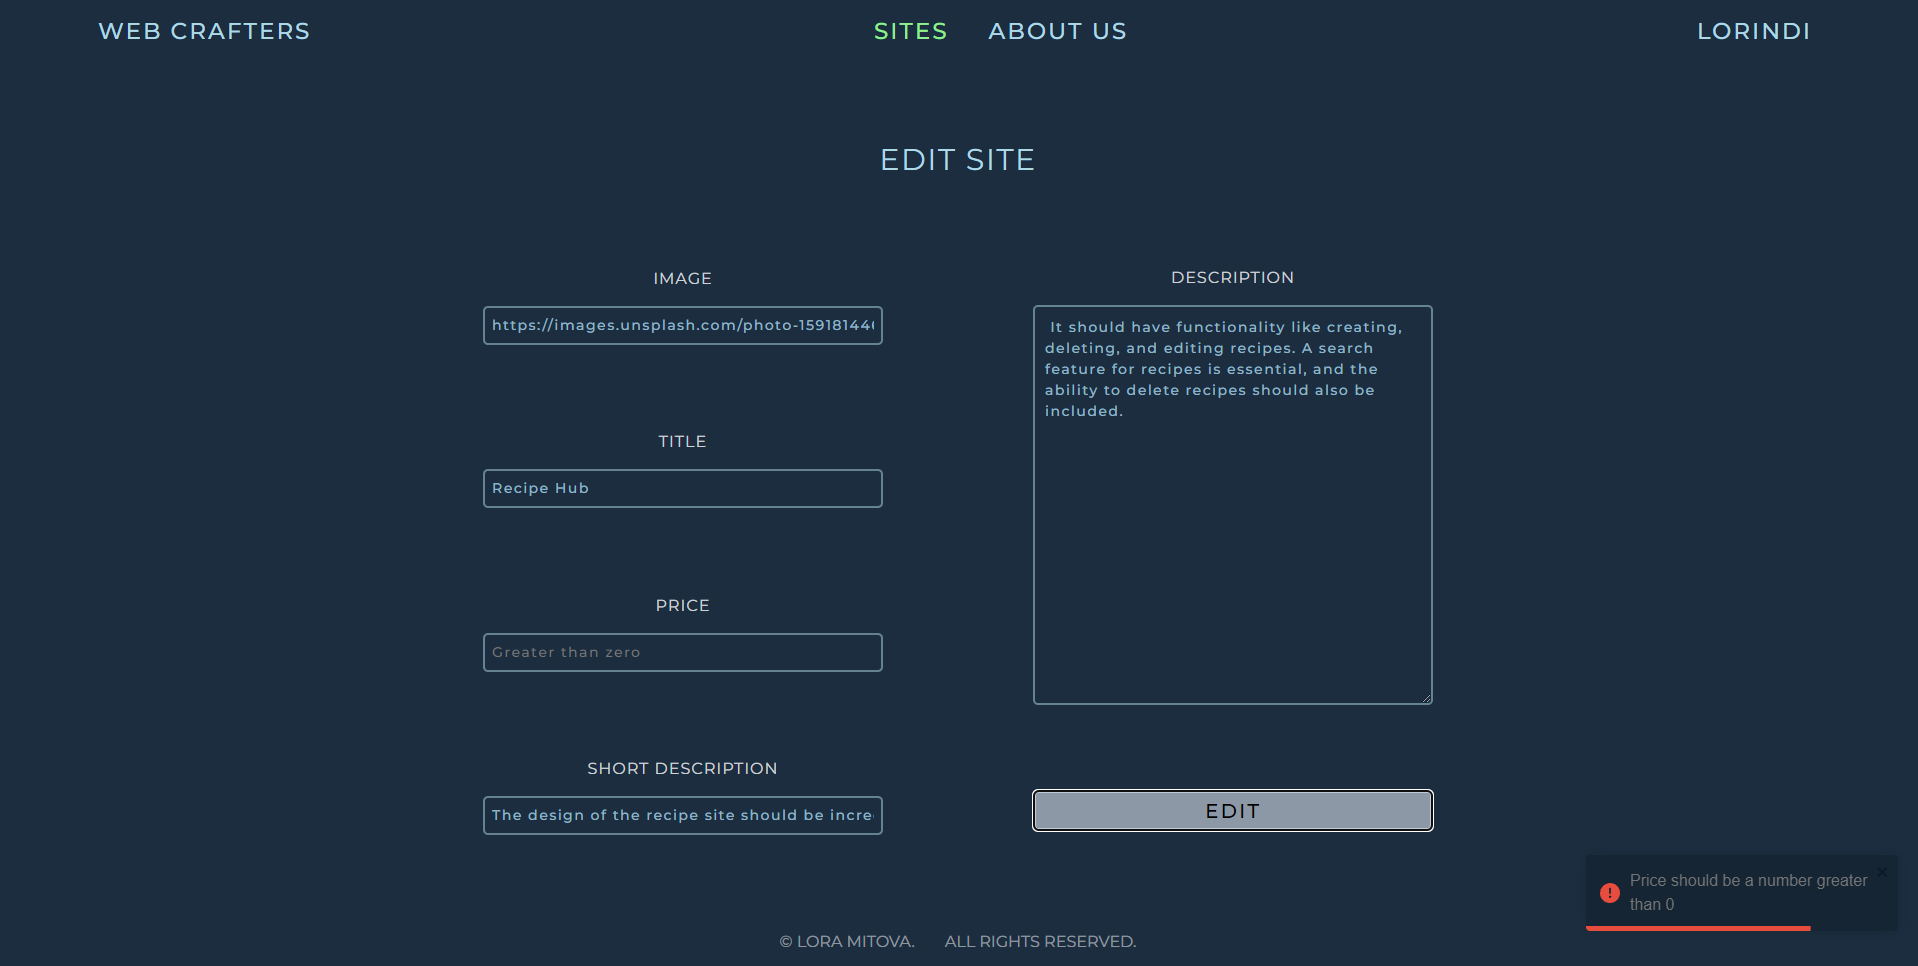 WEB CRAFTERS
SITES
ABOUT US
LORINDI
EDIT SITE
IMAGE
https://images.unsplash.com/photo-159181440
TITLE
Recipe Hub
PRICE
Greater than zero
SHORT DESCRIPTION
The design of the recipe site should be incre
DESCRIPTION
It should have functionality like creating,
deleting, and editing recipes. A search
feature for recipes is essential, and the
ability to delete recipes should also be
included.
EDIT
Price should be a number greater
than 0
© LORA MITOVA. ALL RIGHTS RESERVED.